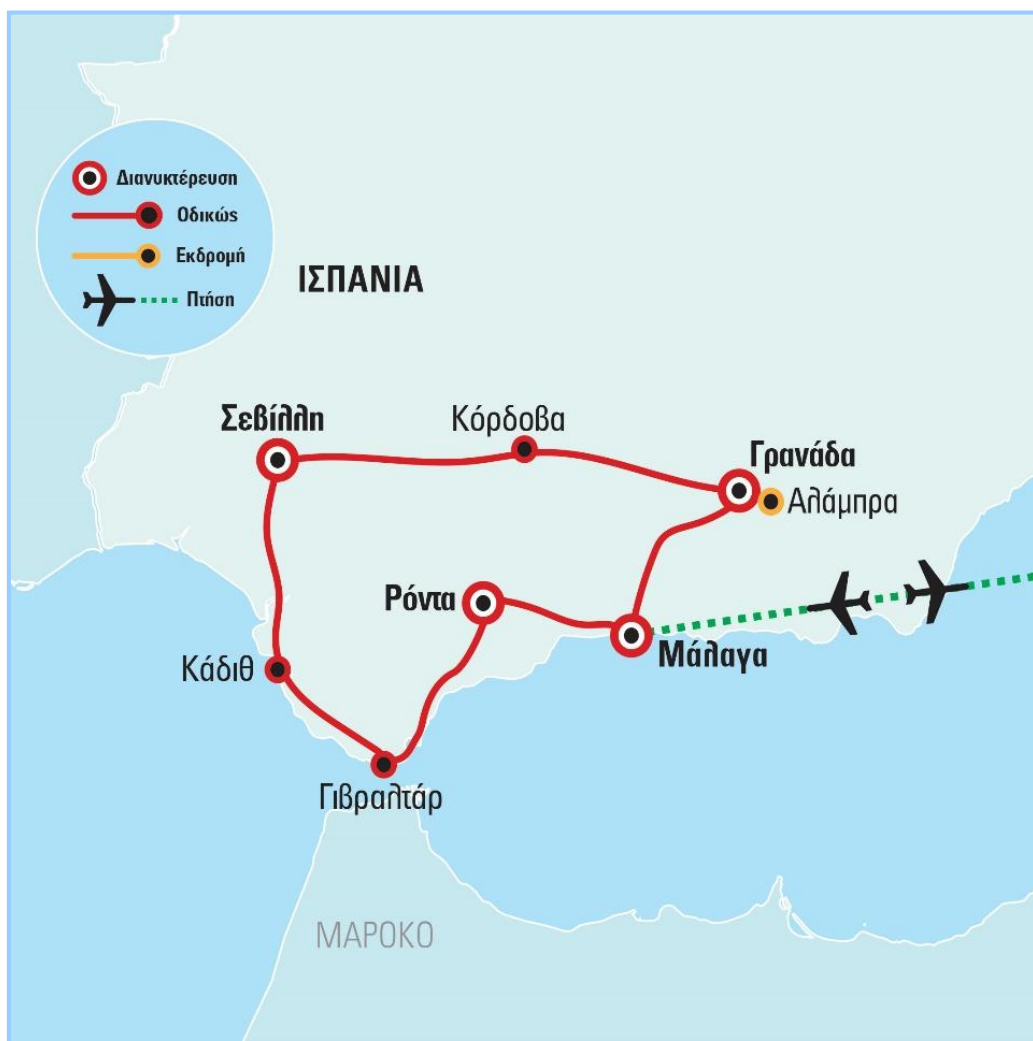 Διανυκτέρευση
Οδικώς
Εκδρομή
Πτήση
ΙΣΠΑΝΙΑ
Σεβίλλη
Κόρδοβα
Γρανάδα
Αλάμπρα
Ρόντα
Μάλαγα
Κάδιθ
Γιβραλτάρ
ΜΑΡΟΚΟ